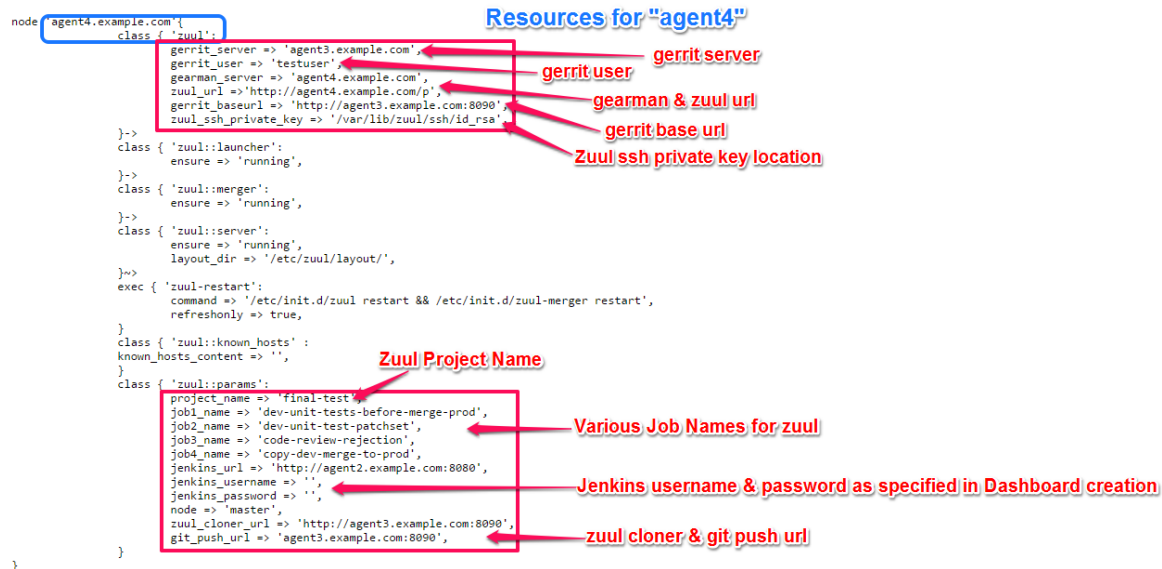 Resources for "agent4"
node 'agent4.example.com'{
class { 'zuul':
gerrit_server => 'agent3.example.com',
gerrit server
gerrit_user => 'testuser',
gerrit user
gearman_server => 'agent4.example.com',
zuul_url =>'http://agent4.example.com/p',
gearman & zuul url
gerrit_baseurl => 'http://agent3.example.com:8090',
gerrit base url
zuul_ssh_private_key => '/var/lib/zuul/ssh/id_rsa',
Zuul ssh private key location
}->
class { 'zuul::launcher':
ensure => 'running',
}->
class { 'zuul::merger':
ensure => 'running',
}->
class { 'zuul::server':
ensure => 'running',
layout_dir => '/etc/zuul/layout/',
}~>
exec { 'zuul-restart':
command => '/etc/init.d/zuul restart && /etc/init.d/zuul-merger restart',
refreshonly => true,
}
class { 'zuul::known_hosts' :
known_hosts_content => '',
}
Zuul Project Name
class { 'zuul::params':
project_name => 'final-test',
job1_name => 'dev-unit-tests-before-merge-prod',
job2_name => 'dev-unit-test-patchset',
Various Job Names for zuul
job3_name => 'code-review-rejection',
job4_name => 'copy-dev-merge-to-prod',
jenkins_url => 'http://agent2.example.com:8080',
jenkins_username => '',
Jenkins username & password as specified in Dashboard creation
jenkins_password => '',
node => 'master',
zuul_cloner_url => 'http://agent3.example.com:8090',
git_push_url => 'agent3.example.com:8090',
zuul cloner & git push url
}
}